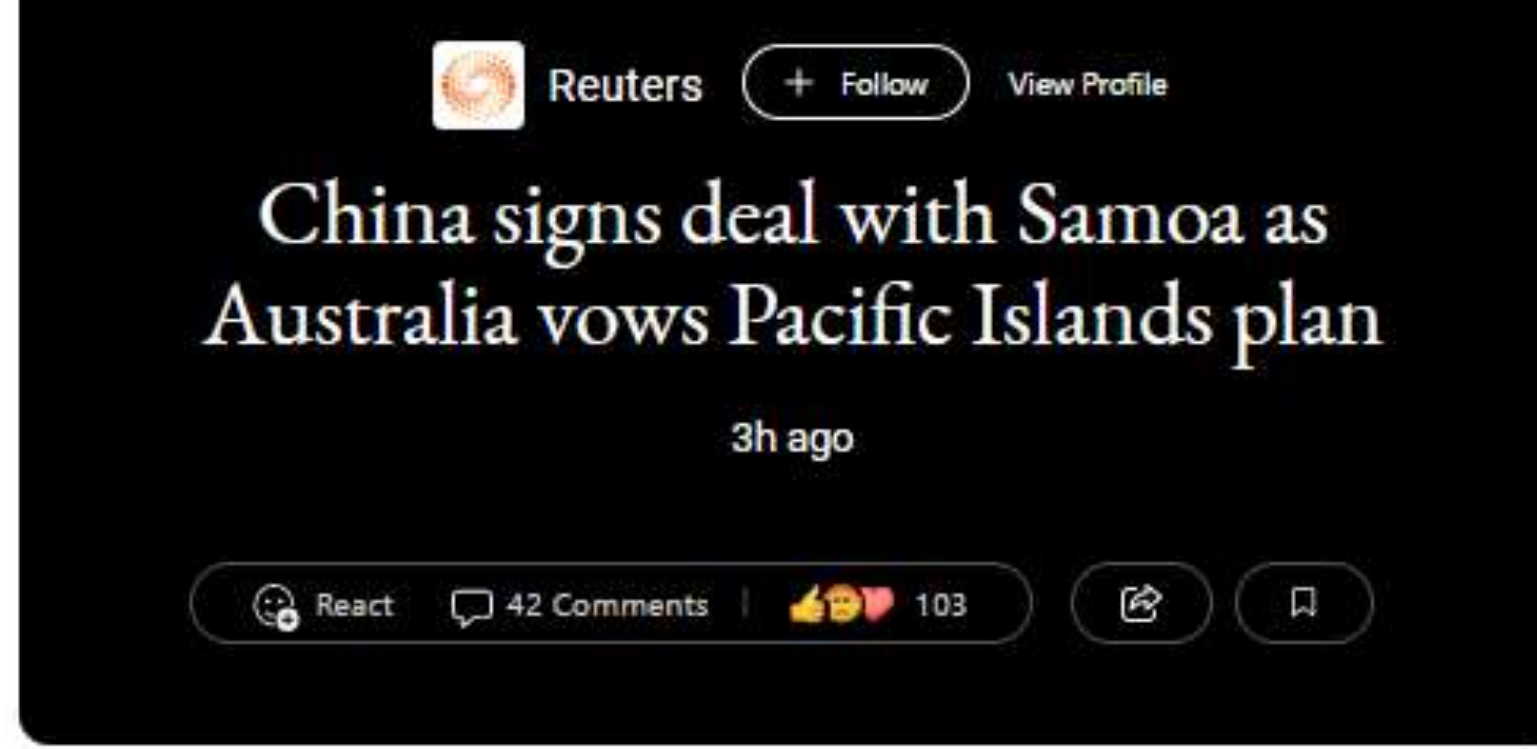 Reuters + Follow View Profile
China signs deal with Samoa as
Australia vows Pacific Islands plan
3h ago
React 42 Comments | 103